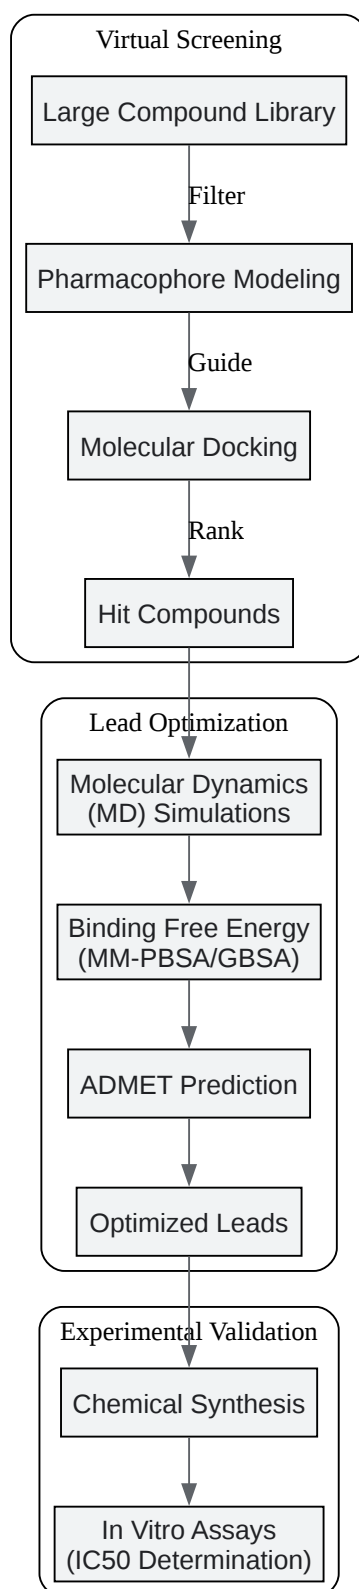 Virtual Screening
Large Compound Library
Filter
Pharmacophore Modeling
Guide
Molecular Docking
Rank
Hit Compounds
Lead Optimization
Molecular Dynamics
(MD) Simulations
Binding Free Energy
(MM-PBSA/GBSA)
ADMET Prediction
Optimized Leads
Experimental Validation
Chemical Synthesis
In Vitro Assays
(IC50 Determination)